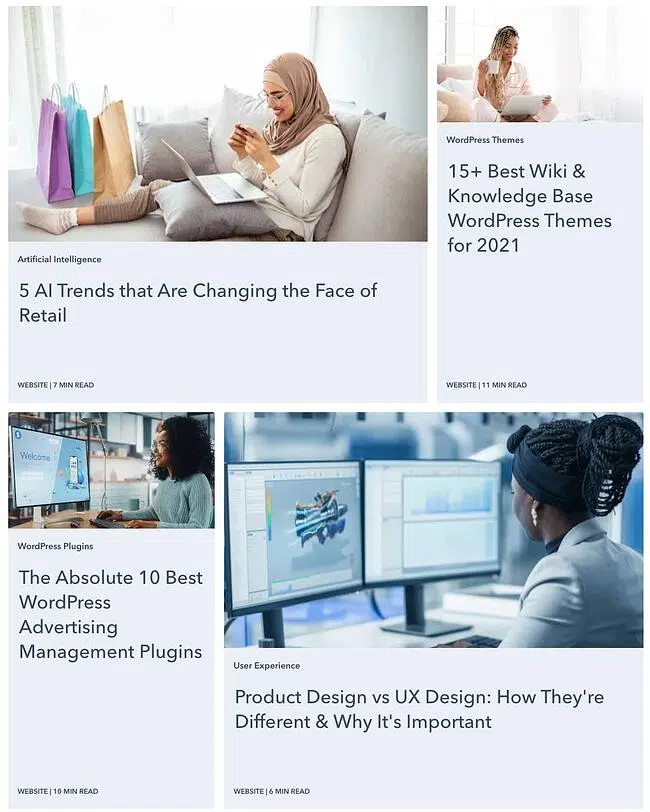 Artificial Intelligence
5 AI Trends that Are Changing the Face of
Retail
WEBSITE | 7 MIN READ
WordPress Themes
15+ Best Wiki &
Knowledge Base
WordPress Themes
for 2021
WEBSITE | 11 MIN READ
Welcome
WordPress Plugins
The Absolute 10 Best
WordPress
Advertising
Management Plugins
WEBSITE | 10 MIN READ
User Experience
Product Design vs UX Design: How They're
Different & Why It's Important
WEBSITE | 6 MIN READ